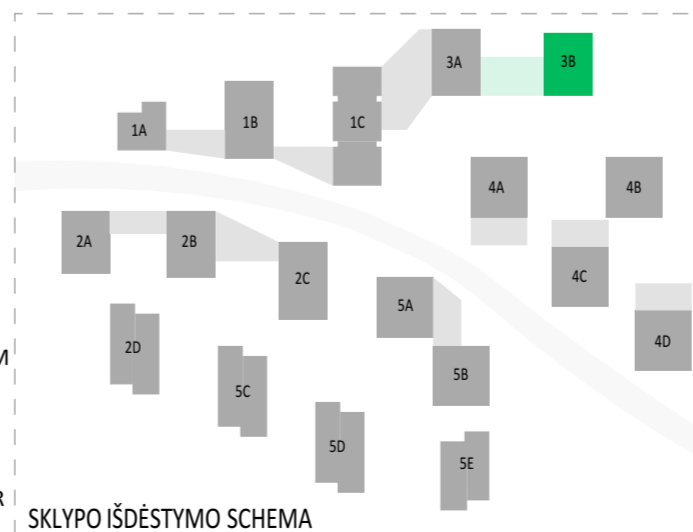 3A
3B
1A
1B
1C
4A
4B
2A
2B
2C
4C
5A
2D
4D
5B
M
5C
5D
5E
R
SKLYPO IŠDĖSTYMO SCHEMA